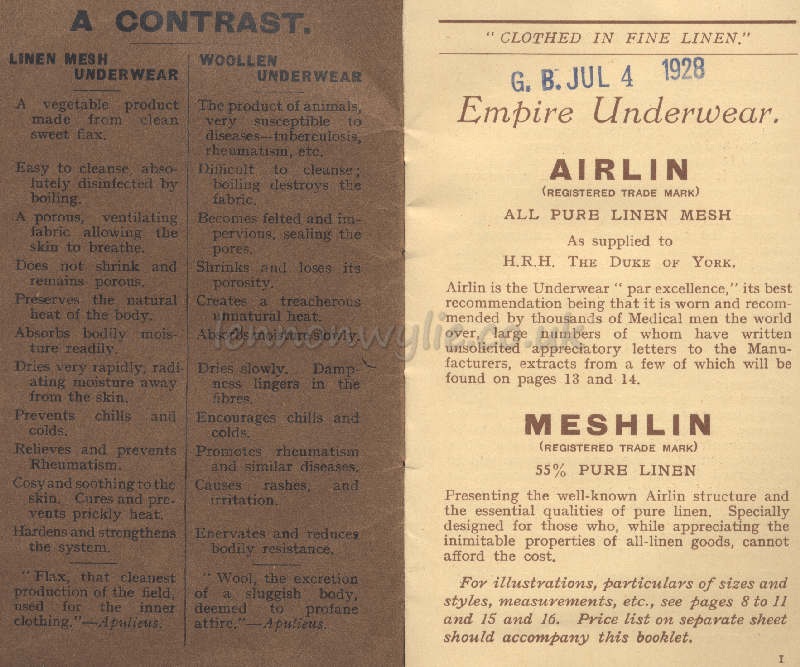 A CONTRAST.
LINEN MESH
UNDERWEAR
A vegetable product
made from clean
sweet flax.
Easy to cleanse, abso-
lutely disinfected by
boiling.
A porous, ventilating
fabric allowing the
skin to breathe.
Does not shrink and
remains porous.
Preserves the natural
heat of the body.
Absorbs bodily mois-
ture readily.
Dries very rapidly, radi-
ating moisture away
from the skin.
Prevents chills and
colds.
Relieves and prevents
Rheumatism.
Cosy and soothing to the
skin. Cures and pre-
vents prickly heat.
Hardens and strengthens
the system.
"Flax, that cleanest
production of the field,
used for the inner
clothing."—Apulieus.
WOOLLEN
UNDERWEAR
The product of animals,
very susceptible to
diseases—tuberculosis,
rheumatism, etc.
Difficult to cleanse;
boiling destroys the
fabric.
Becomes felted and im-
pervious, sealing the
pores.
Shrinks and loses its
porosity.
Creates a treacherous
unnatural heat.
Absorbs moisture slowly.
Dries slowly. Damp-
ness lingers in the
fibres.
Encourages chills and
colds.
Promotes rheumatism
and similar diseases.
Causes rashes, and
irritation.
Enervates and reduces
bodily resistance.
"Wool, the excretion
of a sluggish body,
deemed to profane
attire."—Apulieus.
lennonwylie.co.uk
"CLOTHED IN FINE LINEN."
G. B. JUL 4 1928
Empire Underwear.
AIRLIN
(REGISTERED TRADE MARK)
ALL PURE LINEN MESH
As supplied to
H.R.H. THE DUKE OF YORK.
Airlin is the Underwear "par excellence," its best
recommendation being that it is worn and recom-
mended by thousands of Medical men the world
over, large numbers of whom have written
unsolicited appreciatory letters to the Manu-
facturers, extracts from a few of which will be
found on pages 13 and 14.
MESHLIN
(REGISTERED TRADE MARK)
55% PURE LINEN
Presenting the well-known Airlin structure and
the essential qualities of pure linen. Specially
designed for those who, while appreciating the
inimitable properties of all-linen goods, cannot
afford the cost.
For illustrations, particulars of sizes and
styles, measurements, etc., see pages 8 to 11
and 15 and 16. Price list on separate sheet
should accompany this booklet.
I